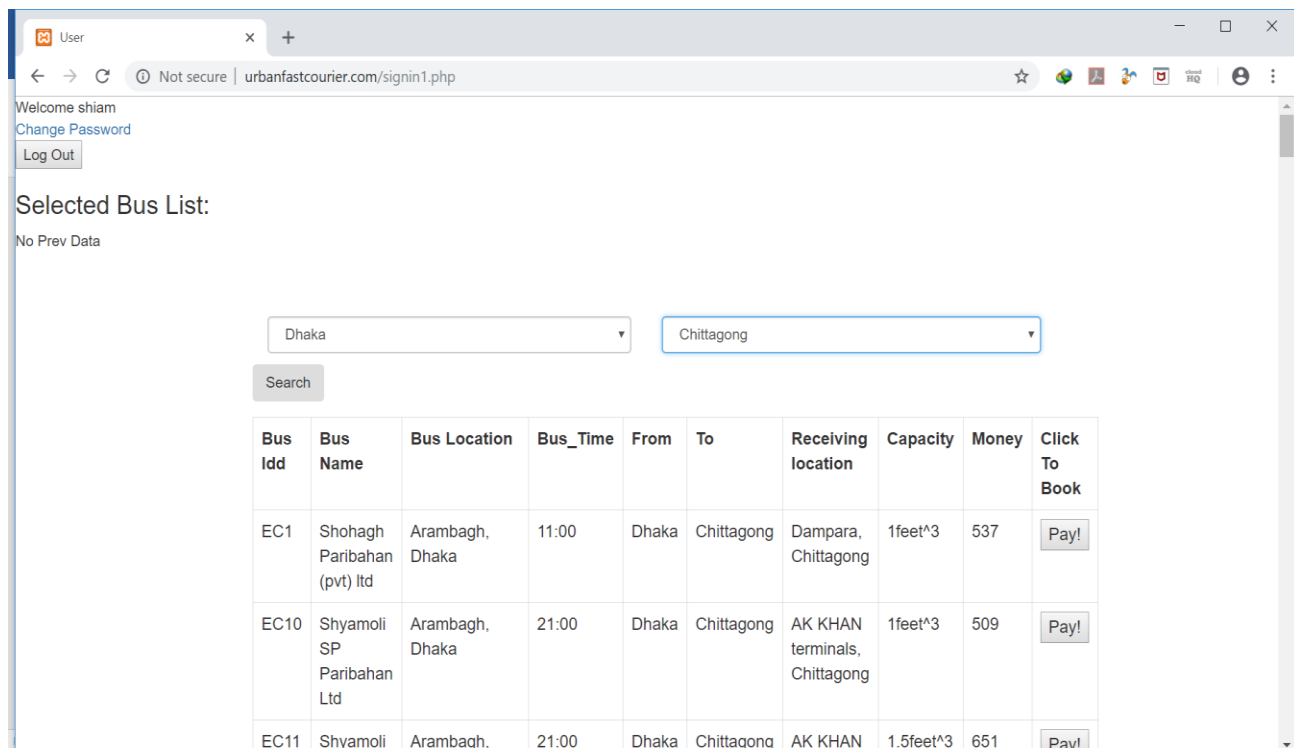 User
Not secure | urbanfastcourier.com/signin1.php
cloud
HQ
Welcome shiam
Change Password
Log Out
Selected Bus List:
No Prev Data
Dhaka Chittagong
Search
Bus Idd Bus Name Bus Location Bus_Time From To Receiving location Capacity Money Click To Book
EC1 Shohagh Paribahan (pvt) ltd Arambagh, Dhaka 11:00 Dhaka Chittagong Dampara, Chittagong 1feet^3 537 Pay!
EC10 Shyamoli SP Paribahan Ltd Arambagh, Dhaka 21:00 Dhaka Chittagong AK KHAN terminals, Chittagong 1feet^3 509 Pay!
EC11 Shyamoli Arambagh, 21:00 Dhaka Chittagong AK KHAN 1.5feet^3 651 Pay!